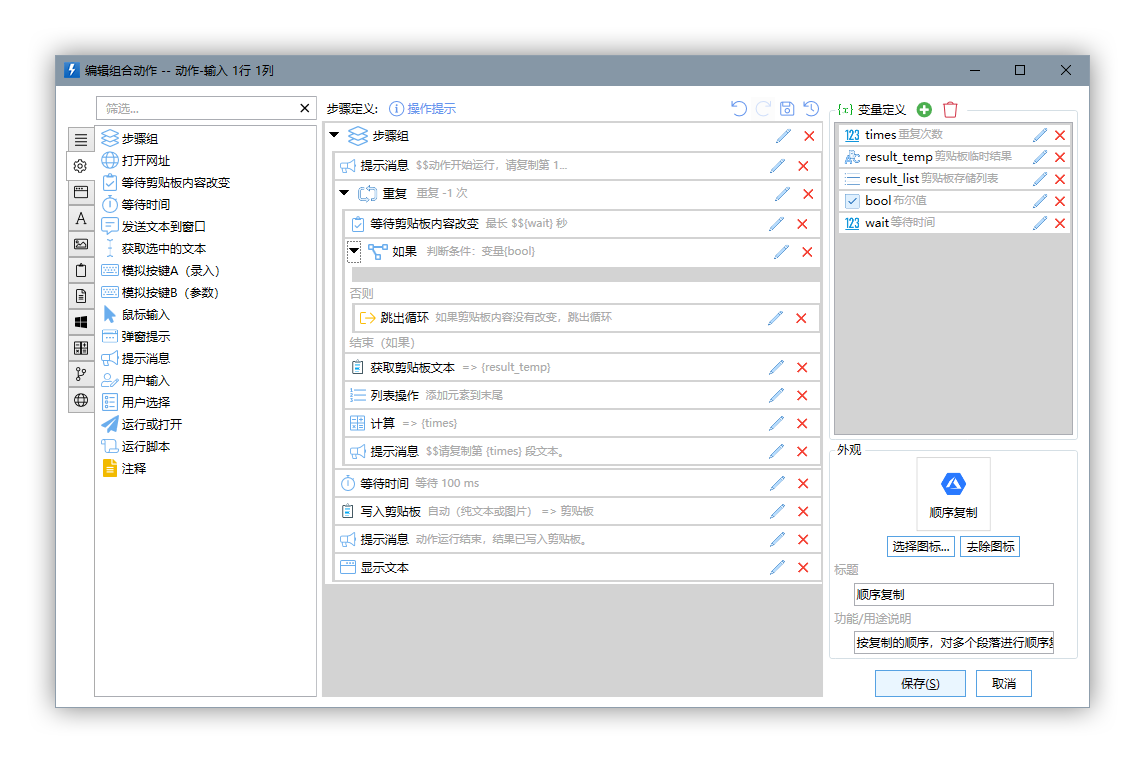 编辑组合动作 -- 动作-输入 1行 1列
筛选...
步骤组
打开网址
等待剪贴板内容改变
等待时间
发送文本到窗口
获取选中的文本
模拟按键A（录入）
模拟按键B（参数）
鼠标输入
弹窗提示
提示消息
用户输入
用户选择
运行或打开
运行脚本
注释
步骤定义: 操作提示
步骤组
提示消息 $$动作开始运行，请复制第 1...
重复 重复 -1 次
等待剪贴板内容改变 最长 $${wait} 秒
如果 判断条件：变量{bool}
否则
跳出循环 如果剪贴板内容没有改变，跳出循环
结束（如果）
获取剪贴板文本 => {result_temp}
列表操作 添加元素到末尾
计算 => {times}
提示消息 $$请复制第 {times} 段文本。
等待时间 等待 100 ms
写入剪贴板 自动（纯文本或图片） => 剪贴板
提示消息 动作运行结束，结果已写入剪贴板。
显示文本
{x} 变量定义
123 times 重复次数
result_temp 剪贴板临时结果
result_list 剪贴板存储列表
bool 布尔值
123 wait 等待时间
外观
顺序复制
选择图标... 去除图标
标题
顺序复制
功能/用途说明
按复制的顺序，对多个段落进行顺序
保存(S) 取消